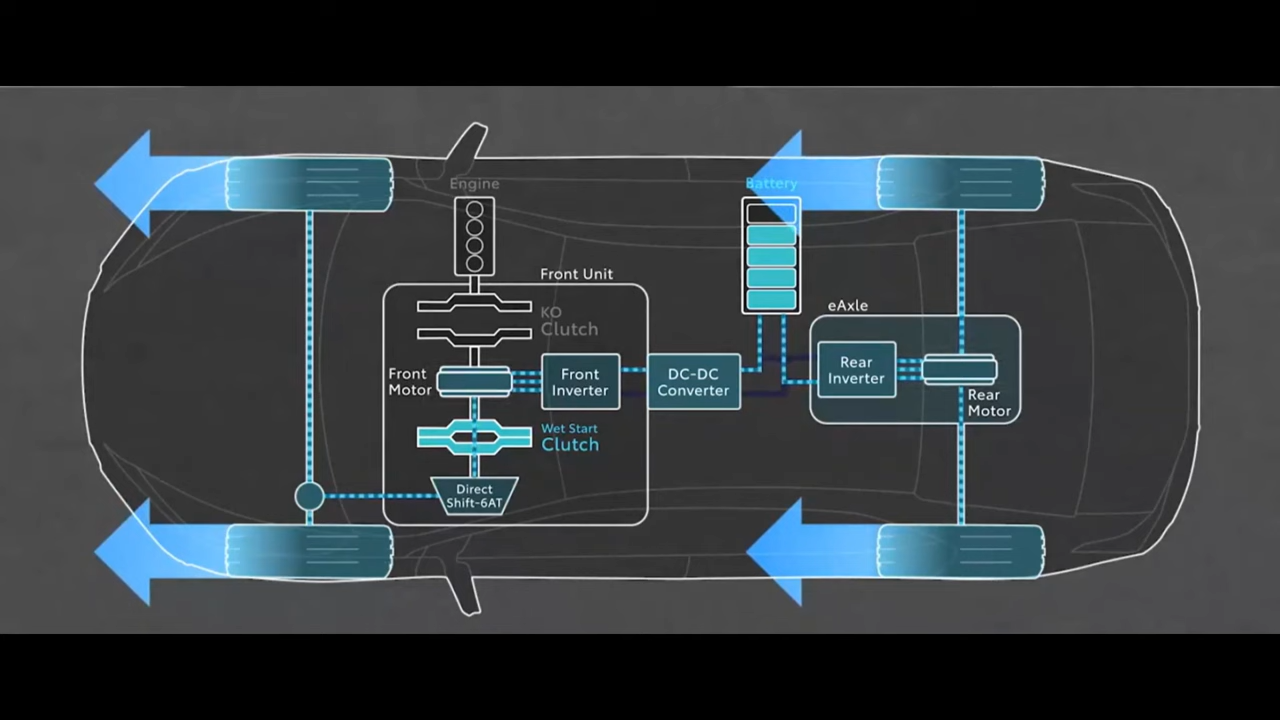 Engine
Battery
Front Unit
KO
Clutch
eAxle
Front
Motor
Front
Inverter
DC-DC
Converter
Rear
Inverter
Rear
Motor
Wet Start
Clutch
Direct
Shift-6AT